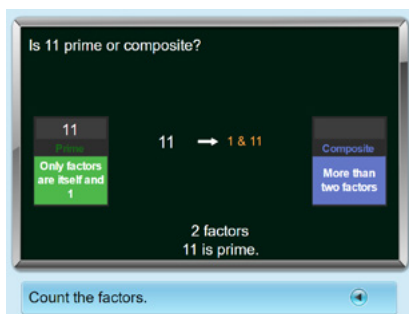 Is 11 prime or composite?
11
Prime
Only factors
are itself and
1
11 → 1 & 11
Composite
More than
two factors
2 factors
11 is prime.
Count the factors.